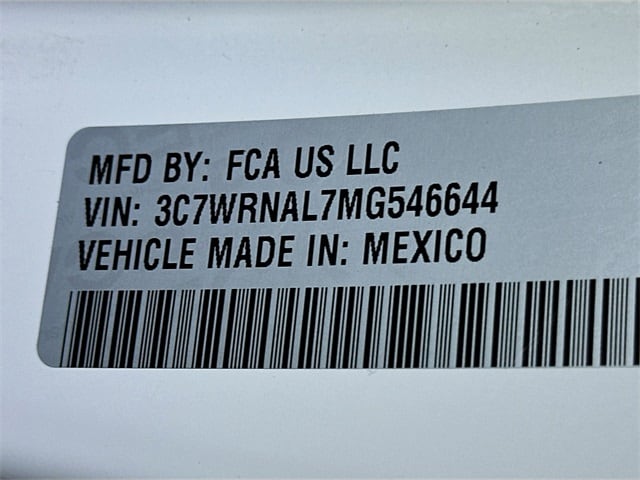 MFD BY: FCA US LLC
VIN: 3C7WRNAL7MG546644
VEHICLE MADE IN: MEXICO